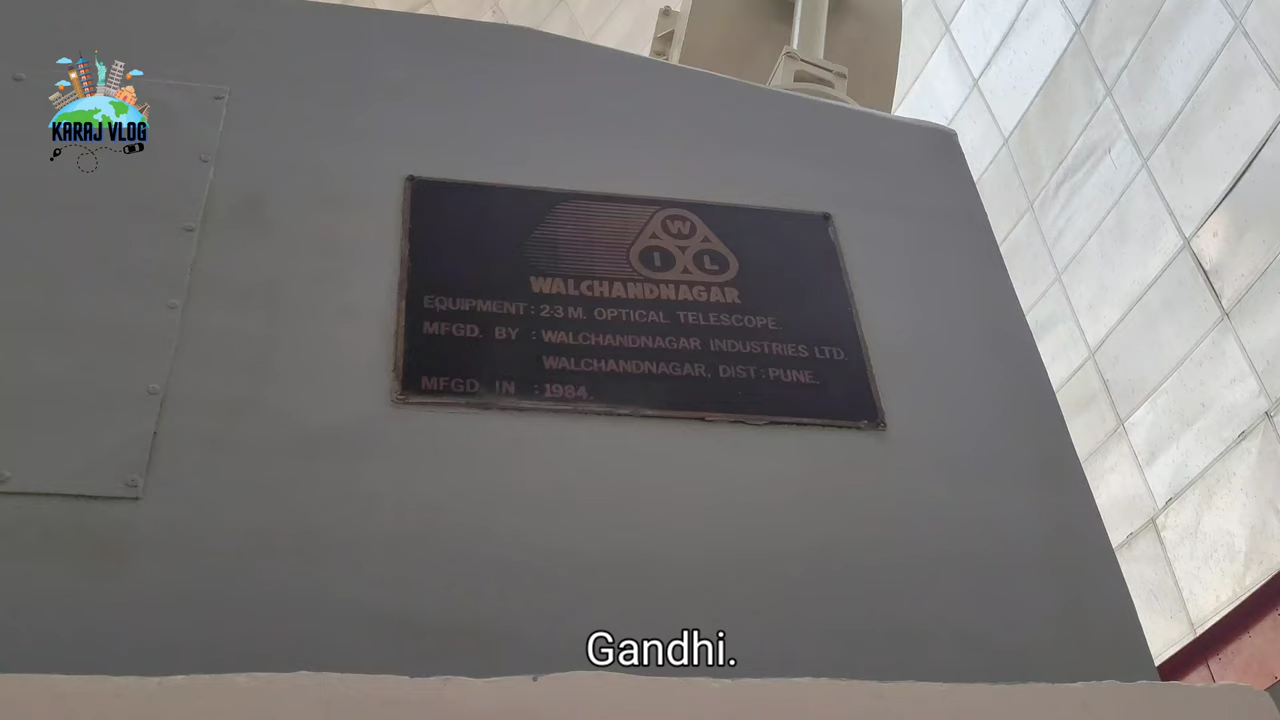 KARAJ VLOG
W
I L
WALCHANDNAGAR
EQUIPMENT : 2·3 M. OPTICAL TELESCOPE.
MFGD. BY : WALCHANDNAGAR INDUSTRIES LTD.
WALCHANDNAGAR, DIST : PUNE.
MFGD. IN : 1984.
Gandhi.